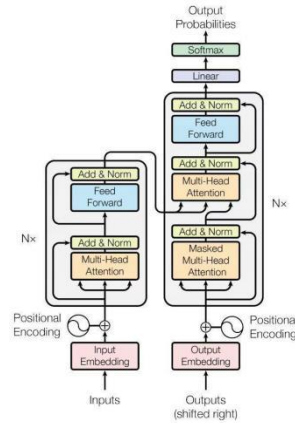 Output
Probabilities
Softmax
Linear
Add & Norm
Feed
Forward
Add & Norm
Multi-Head
Attention
Add & Norm
Masked
Multi-Head
Attention
N×
Positional
Encoding
Output
Embedding
Outputs
(shifted right)
Add & Norm
Feed
Forward
Add & Norm
Multi-Head
Attention
N×
Positional
Encoding
Input
Embedding
Inputs